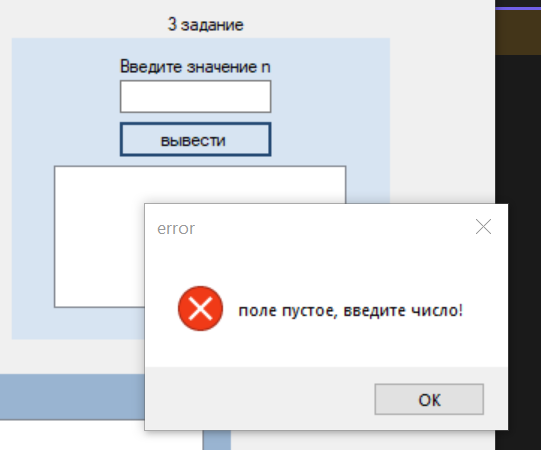 3 задание
Введите значение n
вывести
error
поле пустое, введите число!
OK